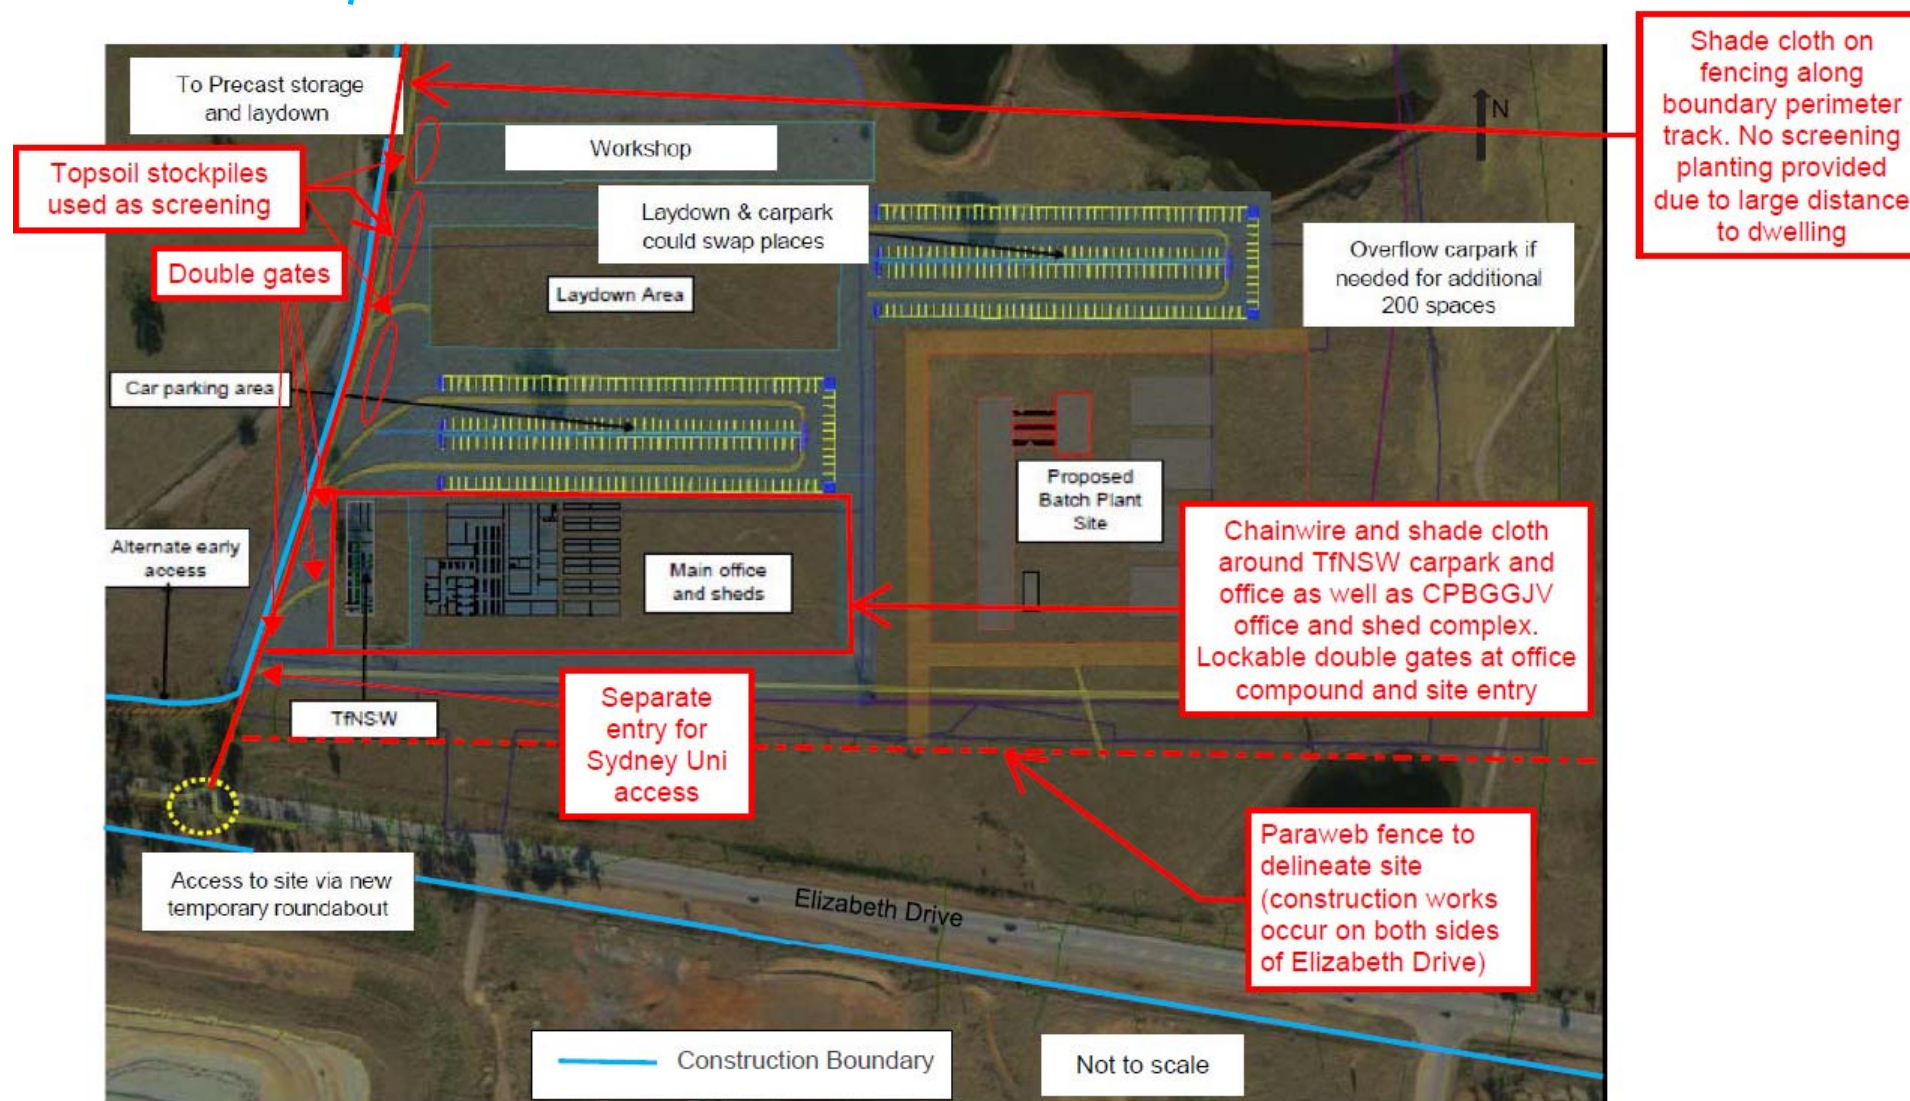 Shade cloth on
fencing along
boundary perimeter
track. No screening
planting provided
due to large distance
to dwelling
To Precast storage
and laydown
N
Workshop
Topsoil stockpiles
used as screening
Laydown & carpark
could swap places
Double gates
Overflow carpark if
needed for additional
200 spaces
Laydown Area
Car parking area
Proposed
Batch Plant
Site
Alternate early
access
Main office
and sheds
Chainwire and shade cloth
around TfNSW carpark and
office as well as CPBGGJV
office and shed complex.
Lockable double gates at office
compound and site entry
TfNSW
Separate
entry for
Sydney Uni
access
Paraweb fence to
delineate site
(construction works
occur on both sides
of Elizabeth Drive)
Access to site via new
temporary roundabout
Elizabeth Drive
Construction Boundary
Not to scale